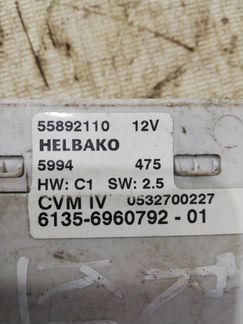 55892110 12V
HELBAKO
5994 475
HW: C1 SW: 2.5
CVM IV 0532700227
6135-6960792 - 01